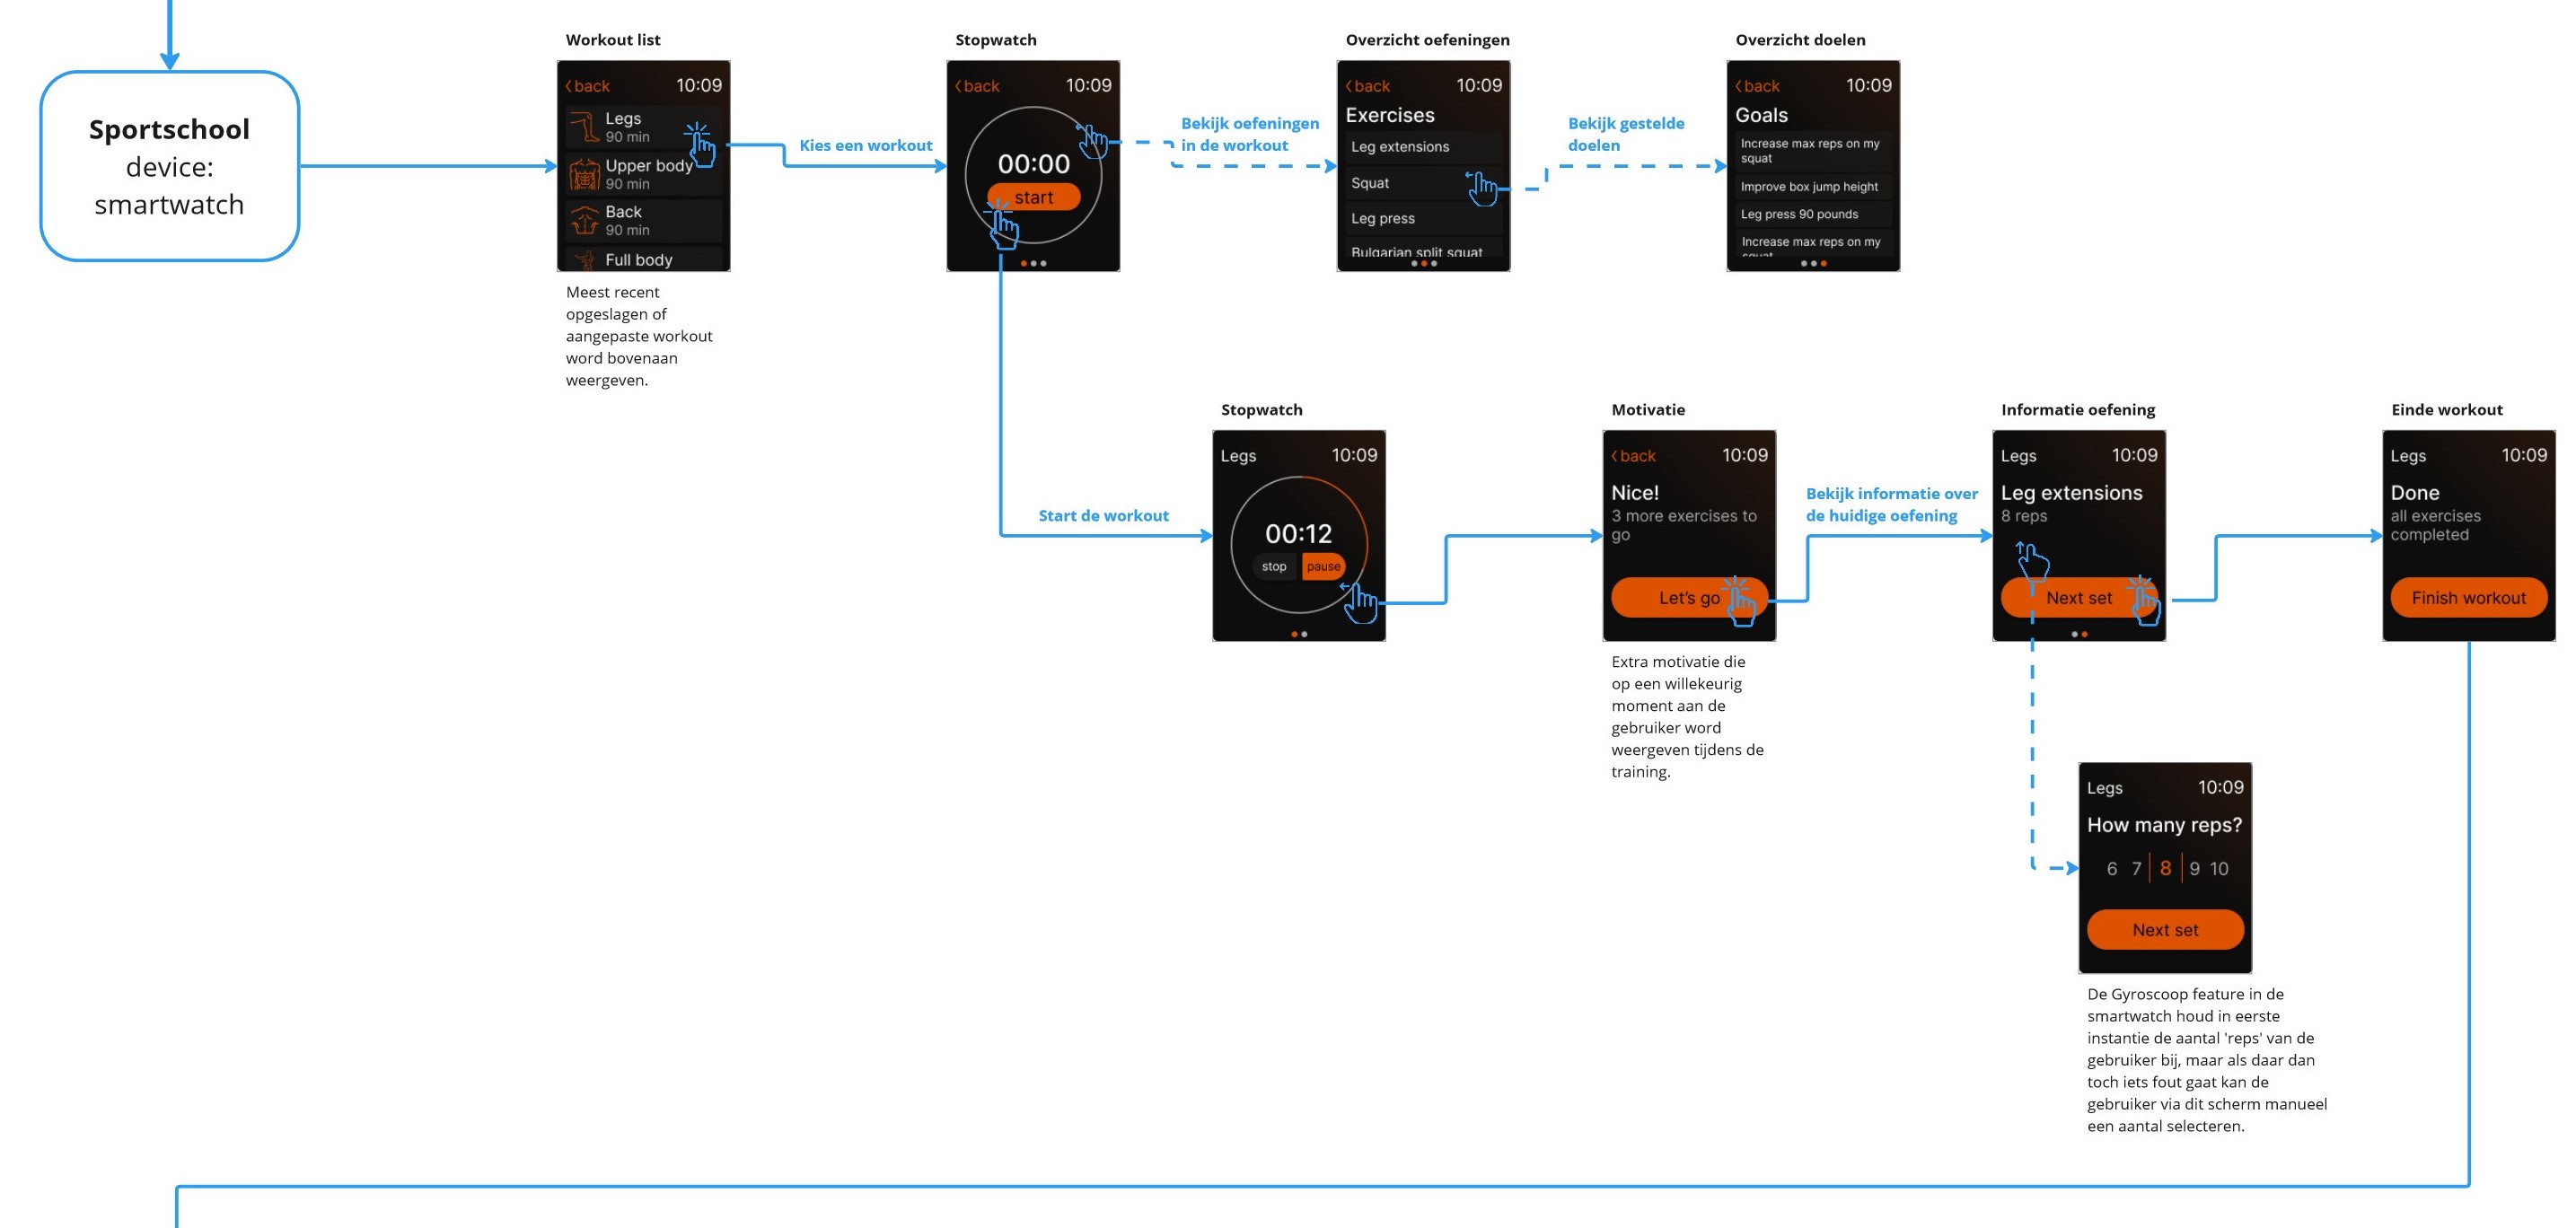 Sportschool
device:
smartwatch
Workout list
back 10:09
Legs
90 min
Upper body
90 min
Back
90 min
Full body
Meest recent
opgeslagen of
aangepaste workout
word bovenaan
weergeven.
Kies een workout
Stopwatch
back 10:09
00:00
start
Bekijk oefeningen
in de workout
Overzicht oefeningen
back 10:09
Exercises
Leg extensions
Squat
Leg press
Bulgarian split squat
Bekijk gestelde
doelen
Overzicht doelen
back 10:09
Goals
Increase max reps on my
squat
Improve box jump height
Leg press 90 pounds
Increase max reps on my
squat
Start de workout
Stopwatch
Legs 10:09
00:12
stop pause
Motivatie
back 10:09
Nice!
3 more exercises to
go
Let's go
Extra motivatie die
op een willekeurig
moment aan de
gebruiker word
weergeven tijdens de
training.
Bekijk informatie over
de huidige oefening
Informatie oefening
Legs 10:09
Leg extensions
8 reps
Next set
Einde workout
Legs 10:09
Done
all exercises
completed
Finish workout
Legs 10:09
How many reps?
6 7 8 9 10
Next set
De Gyroscoop feature in de
smartwatch houd in eerste
instantie de aantal 'reps' van de
gebruiker bij, maar als daar dan
toch iets fout gaat kan de
gebruiker via dit scherm manueel
een aantal selecteren.